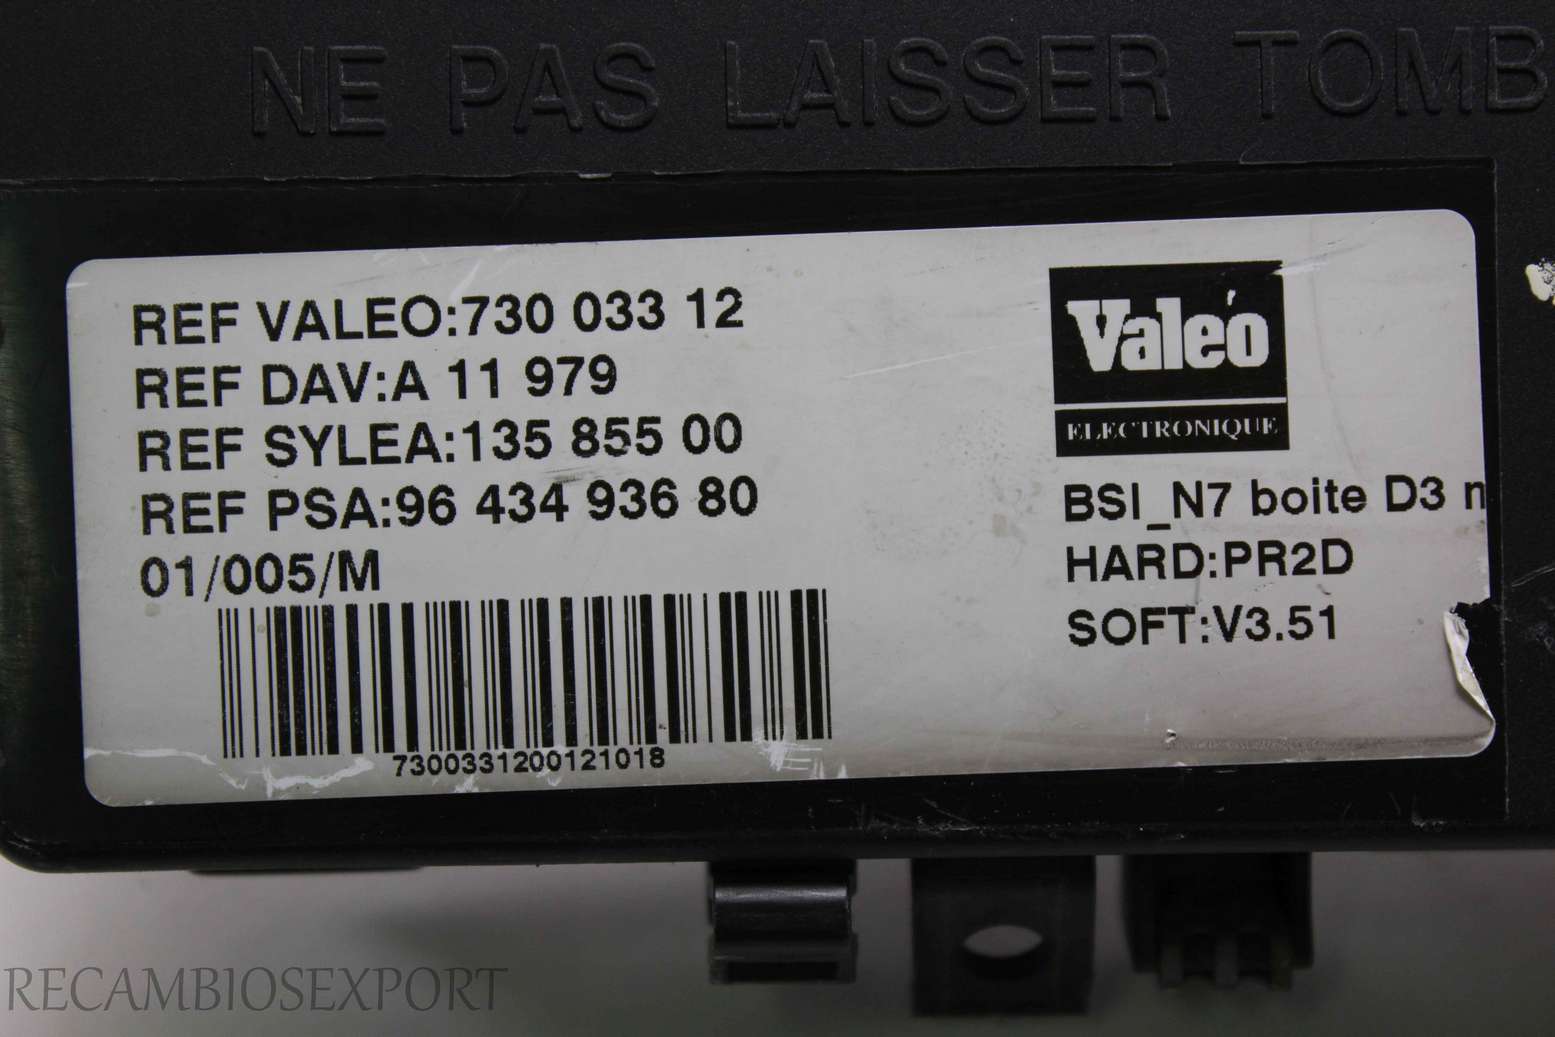 NE PAS LAISSER TOMB
REF VALEO:730 033 12
REF DAV:A 11 979
REF SYLEA:135 855 00
REF PSA:96 434 936 80
01/005/M
7300331200121018
Valeó
ELECTRONIQUE
BSI_N7 boite D3 m
HARD:PR2D
SOFT:V3.51
RECAMBIOSEXPORT